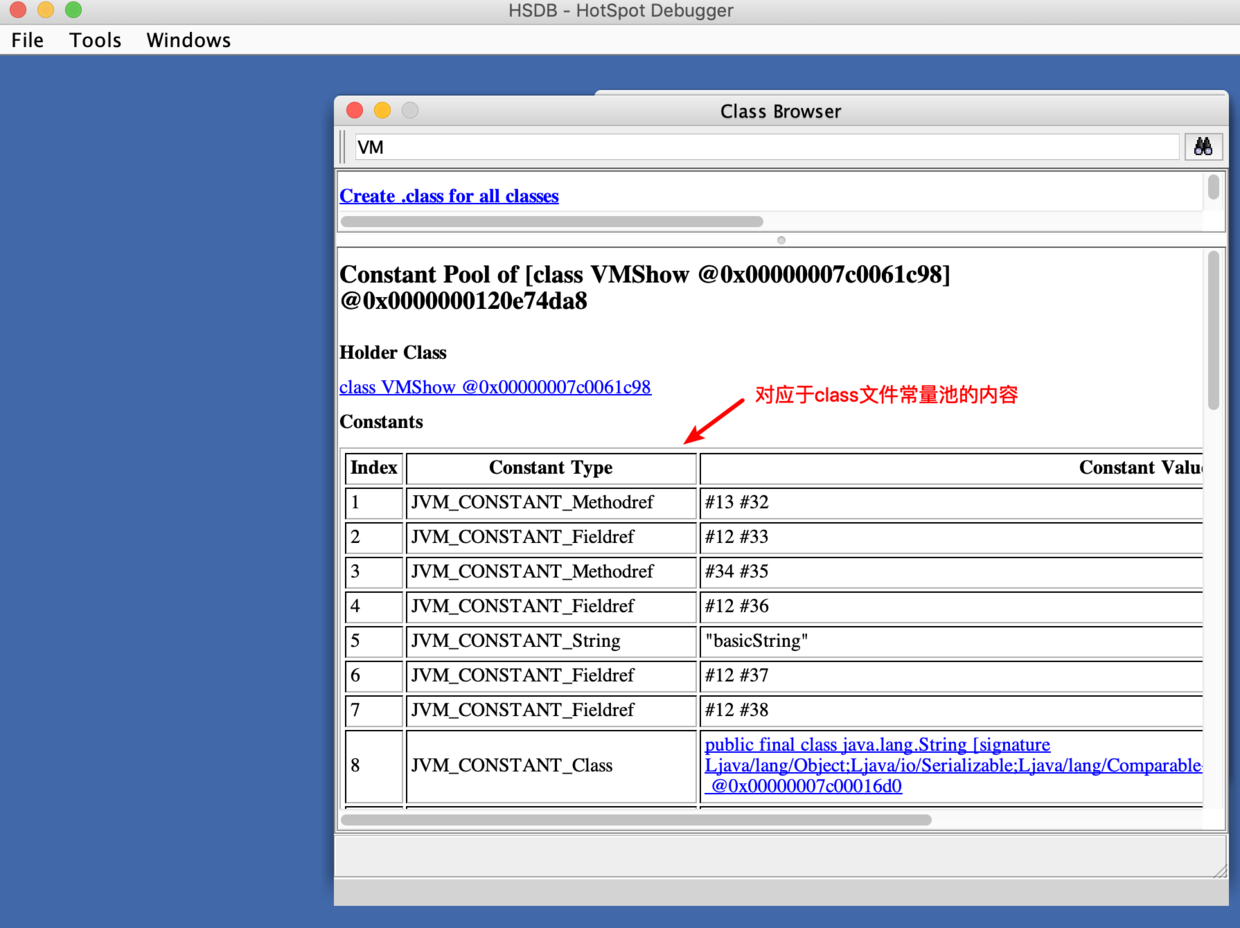 HSDB - HotSpot Debugger
File Tools Windows
Class Browser
VM
Create .class for all classes
Constant Pool of [class VMShow @0x00000007c0061c98]
@0x0000000120e74da8
Holder Class
class VMShow @0x00000007c0061c98
对应于class文件常量池的内容
Constants
Index Constant Type Constant Valu
1 JVM_CONSTANT_Methodref #13 #32
2 JVM_CONSTANT_Fieldref #12 #33
3 JVM_CONSTANT_Methodref #34 #35
4 JVM_CONSTANT_Fieldref #12 #36
5 JVM_CONSTANT_String "basicString"
6 JVM_CONSTANT_Fieldref #12 #37
7 JVM_CONSTANT_Fieldref #12 #38
8 JVM_CONSTANT_Class public final class java.lang.String [signature
Ljava/lang/Object;Ljava/io/Serializable;Ljava/lang/Comparable
@0x00000007c00016d0